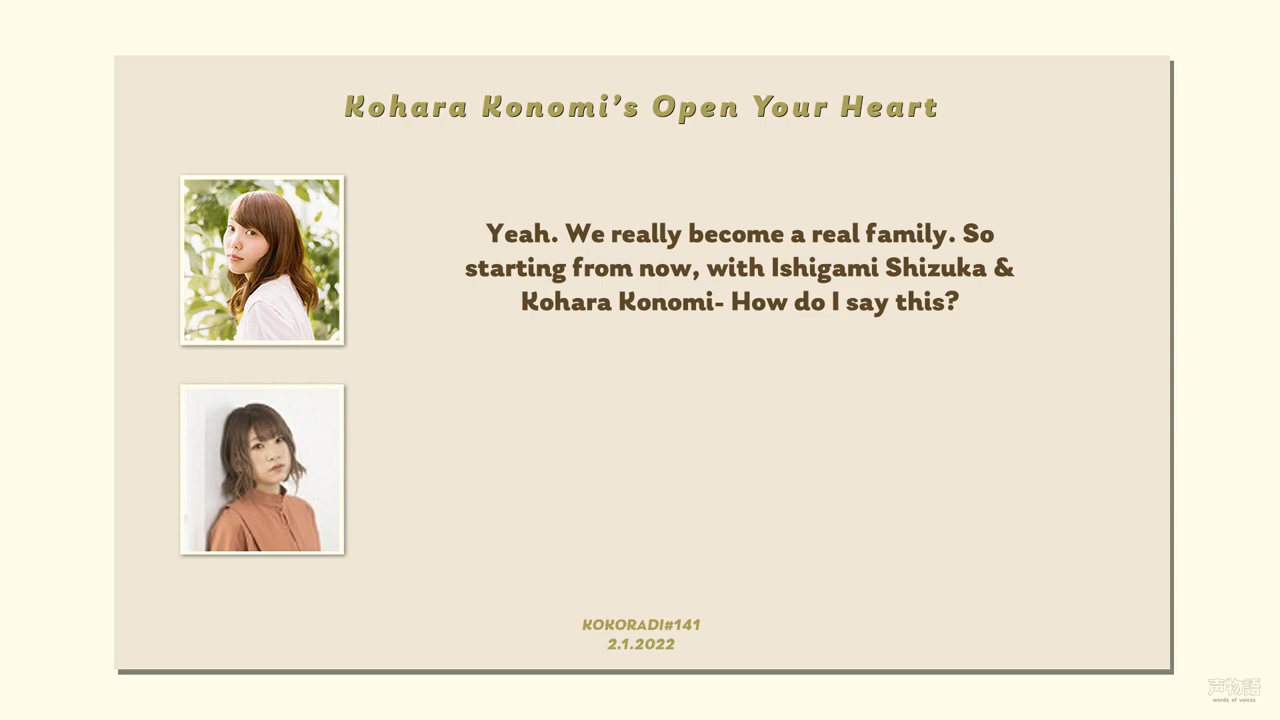 Kohara Konomi's Open Your Heart
Yeah. We really become a real family. So
starting from now, with Ishigami Shizuka &
Kohara Konomi- How do I say this?
KOKORADI#141
2.1.2022
声物語
words of voices